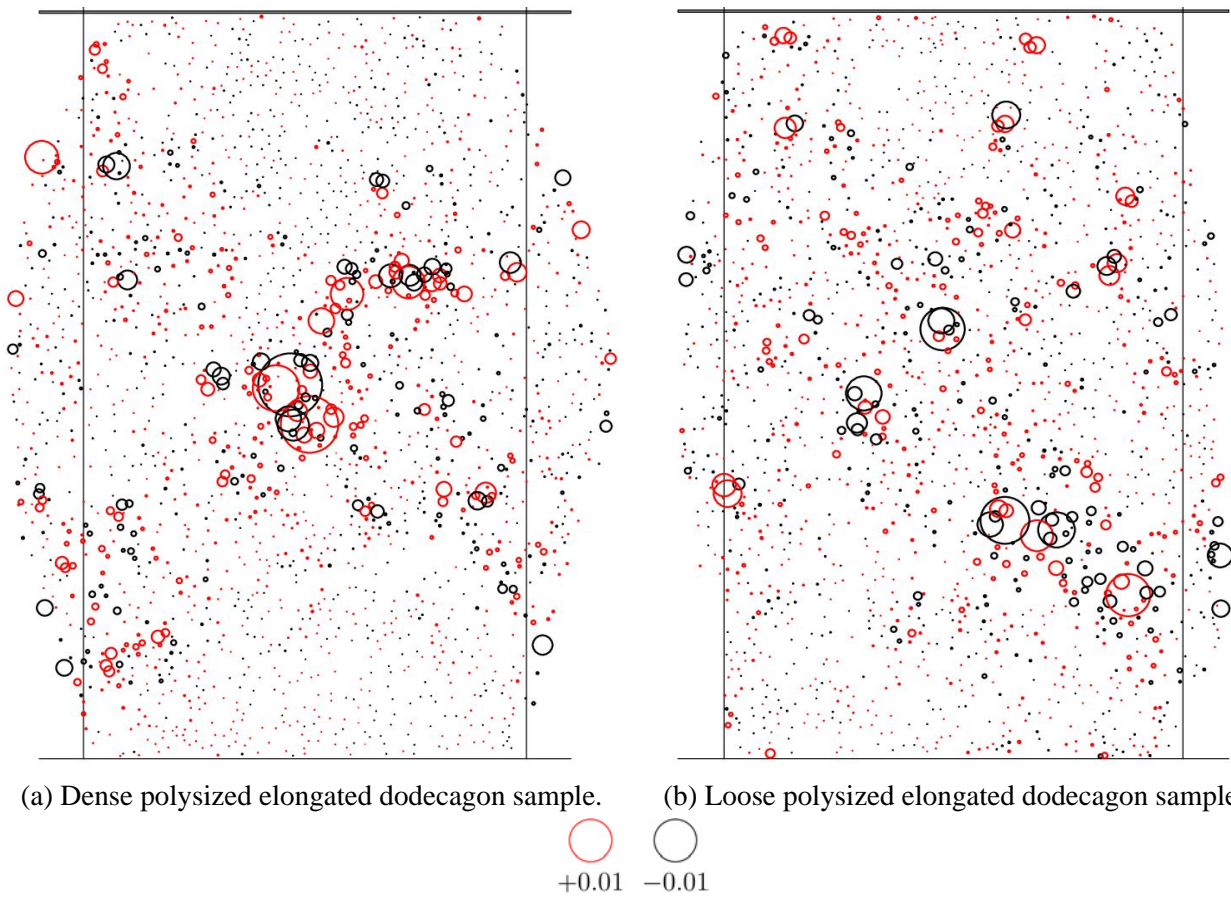 (a) Dense polysized elongated dodecagon sample.
(b) Loose polysized elongated dodecagon sample
+0.01 −0.01